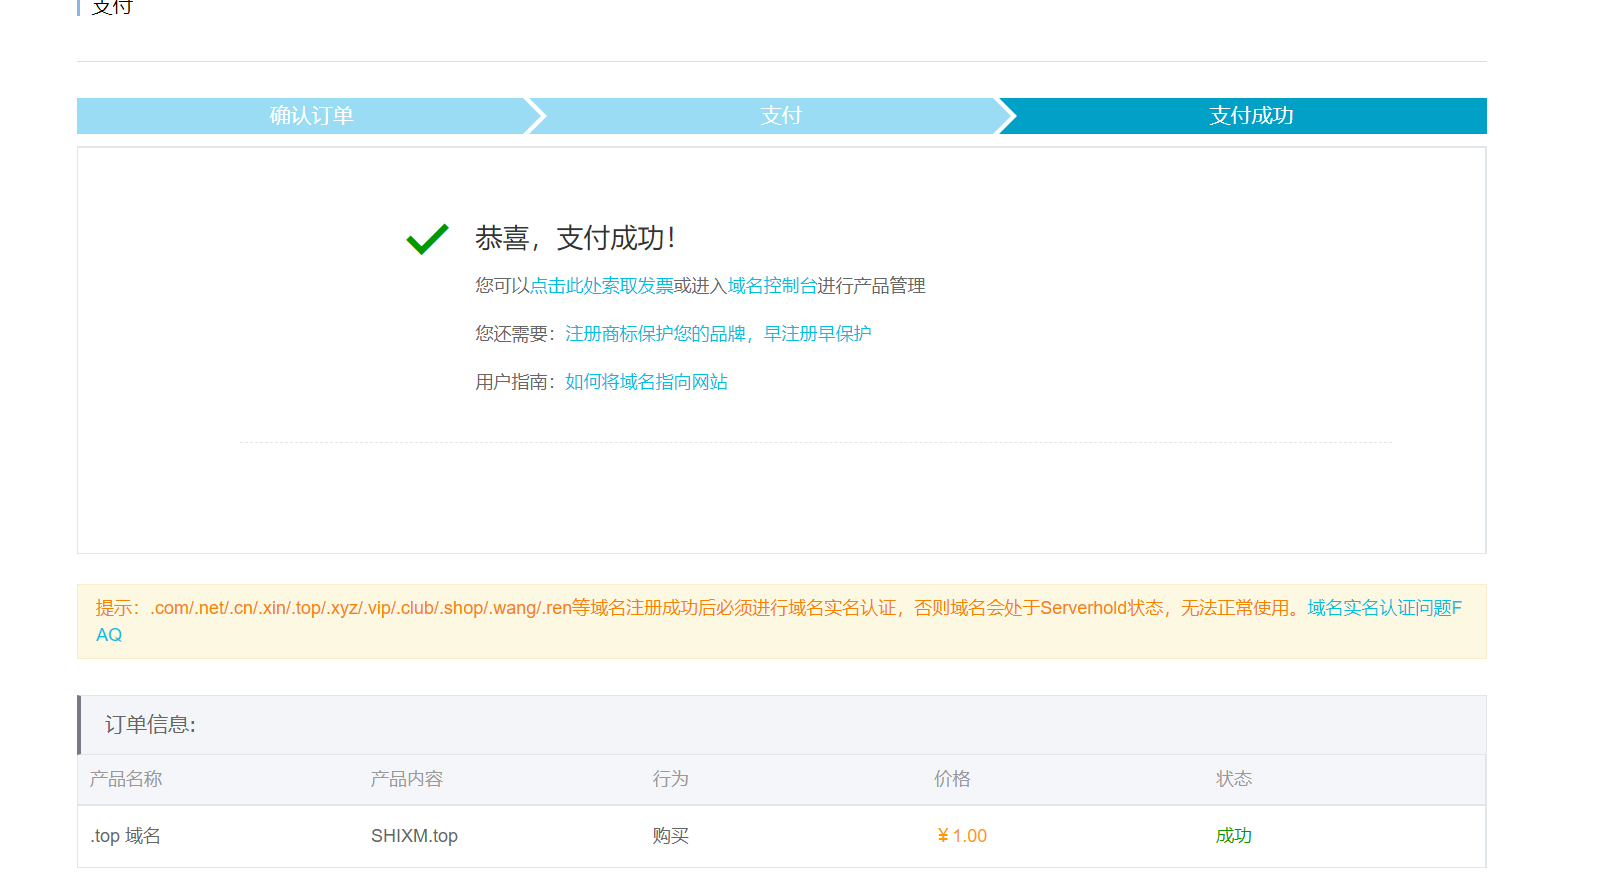 支付
确认订单
支付
支付成功
恭喜，支付成功！
您可以点击此处索取发票或进入域名控制台进行产品管理
您还需要：注册商标保护您的品牌，早注册早保护
用户指南：如何将域名指向网站
提示：.com/.net/.cn/.xin/.top/.xyz/.vip/.club/.shop/.wang/.ren等域名注册成功后必须进行域名实名认证，否则域名会处于Serverhold状态，无法正常使用。域名实名认证问题F
AQ
订单信息:
产品名称 产品内容 行为 价格 状态
.top 域名 SHIXM.top 购买 ¥ 1.00 成功